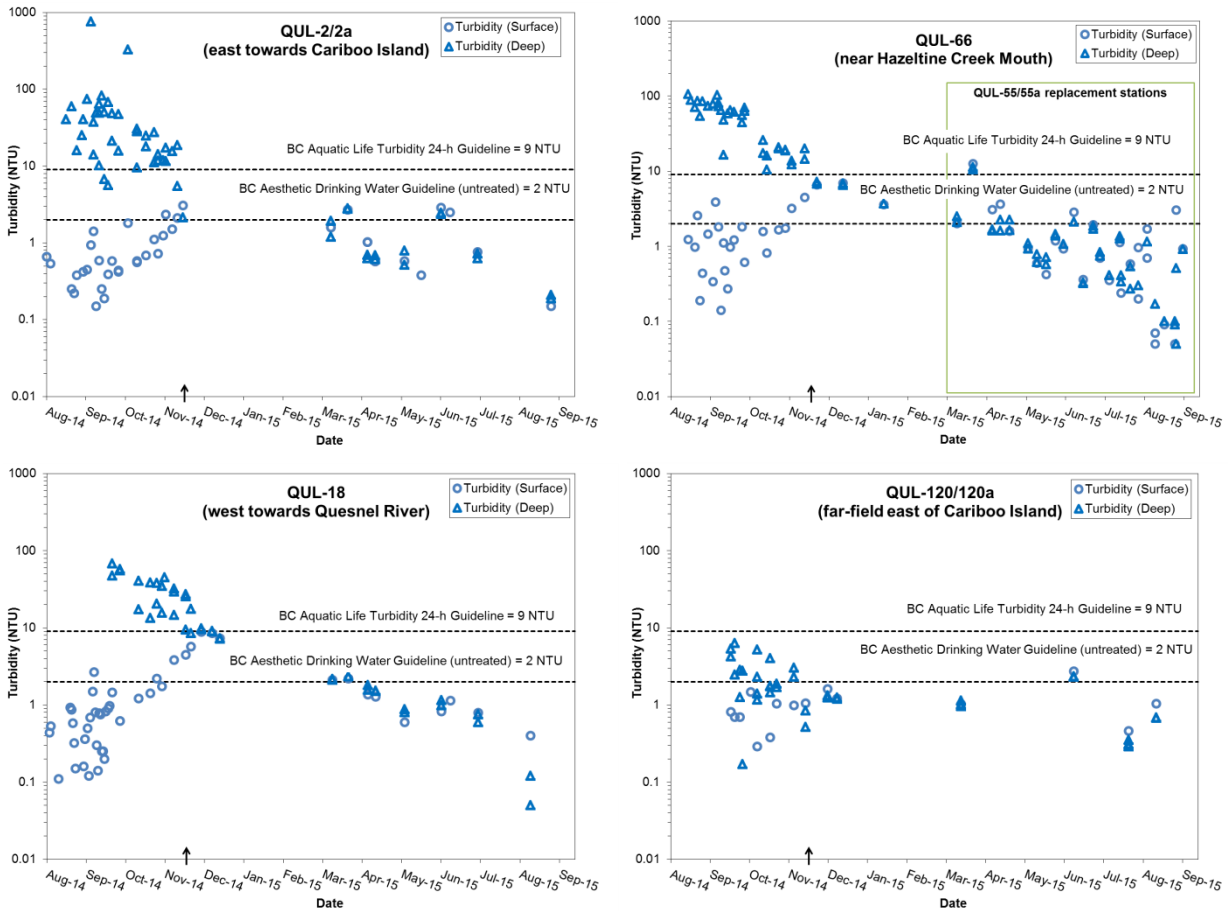 QUL-2/2a
(east towards Cariboo Island)
Turbidity (Surface)
Turbidity (Deep)
1000
100
10
1
0.1
0.01
Turbidity (NTU)
BC Aquatic Life Turbidity 24-h Guideline = 9 NTU
BC Aesthetic Drinking Water Guideline (untreated) = 2 NTU
Aug-14 Sep-14 Oct-14 Nov-14 Dec-14 Jan-15 Feb-15 Mar-15 Apr-15 May-15 Jun-15 Jul-15 Aug-15 Sep-15
Date
QUL-66
(near Hazeltine Creek Mouth)
Turbidity (Surface)
Turbidity (Deep)
1000
100
10
1
0.1
0.01
Turbidity (NTU)
QUL-55/55a replacement stations
BC Aquatic Life Turbidity 24-h Guideline = 9 NTU
BC Aesthetic Drinking Water Guideline (untreated) = 2 NTU
Aug-14 Sep-14 Oct-14 Nov-14 Dec-14 Jan-15 Feb-15 Mar-15 Apr-15 May-15 Jun-15 Jul-15 Aug-15 Sep-15
Date
QUL-18
(west towards Quesnel River)
Turbidity (Surface)
Turbidity (Deep)
1000
100
10
1
0.1
0.01
Turbidity (NTU)
BC Aquatic Life Turbidity 24-h Guideline = 9 NTU
BC Aesthetic Drinking Water Guideline (untreated) = 2 NTU
Aug-14 Sep-14 Oct-14 Nov-14 Dec-14 Jan-15 Feb-15 Mar-15 Apr-15 May-15 Jun-15 Jul-15 Aug-15 Sep-15
Date
QUL-120/120a
(far-field east of Cariboo Island)
Turbidity (Surface)
Turbidity (Deep)
1000
100
10
1
0.1
0.01
Turbidity (NTU)
BC Aquatic Life Turbidity 24-h Guideline = 9 NTU
BC Aesthetic Drinking Water Guideline (untreated) = 2 NTU
Aug-14 Sep-14 Oct-14 Nov-14 Dec-14 Jan-15 Feb-15 Mar-15 Apr-15 May-15 Jun-15 Jul-15 Aug-15 Sep-15
Date